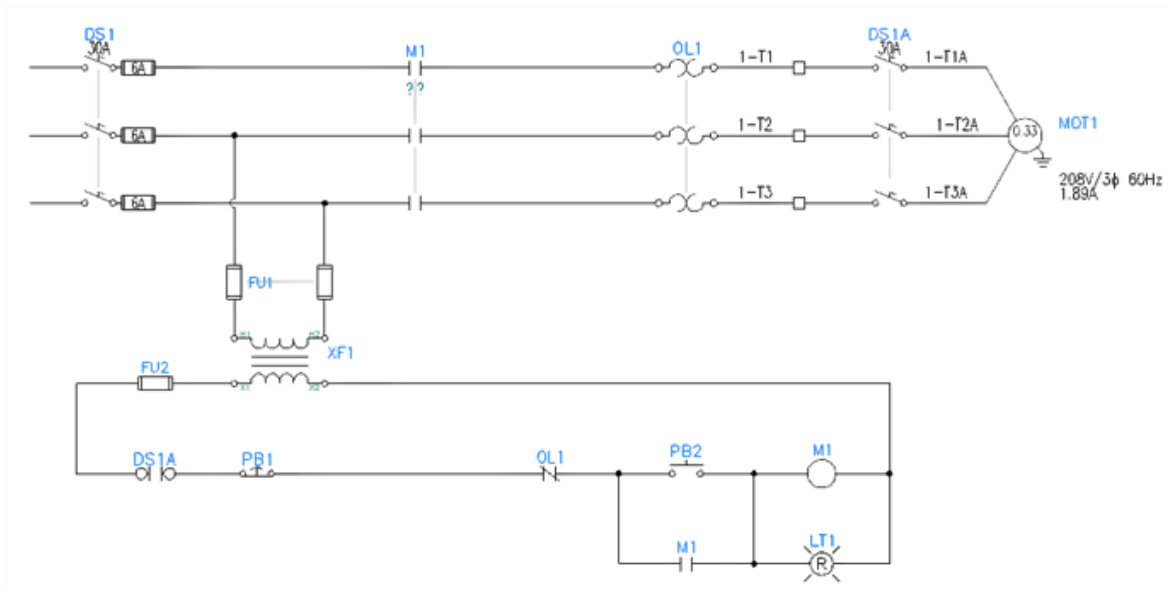 DS1
30A
6A
M1
??
OL1
1-T1
DS1A
30A
1-T1A
6A
1-T2
1-T2A
0.33
MOT1
208V/3ϕ 60Hz
1.89A
6A
1-T3
1-T3A
FU1
H1
H2
XF1
FU2
X1
X2
DS1A
PB1
OL1
PB2
M1
M1
LT1
R